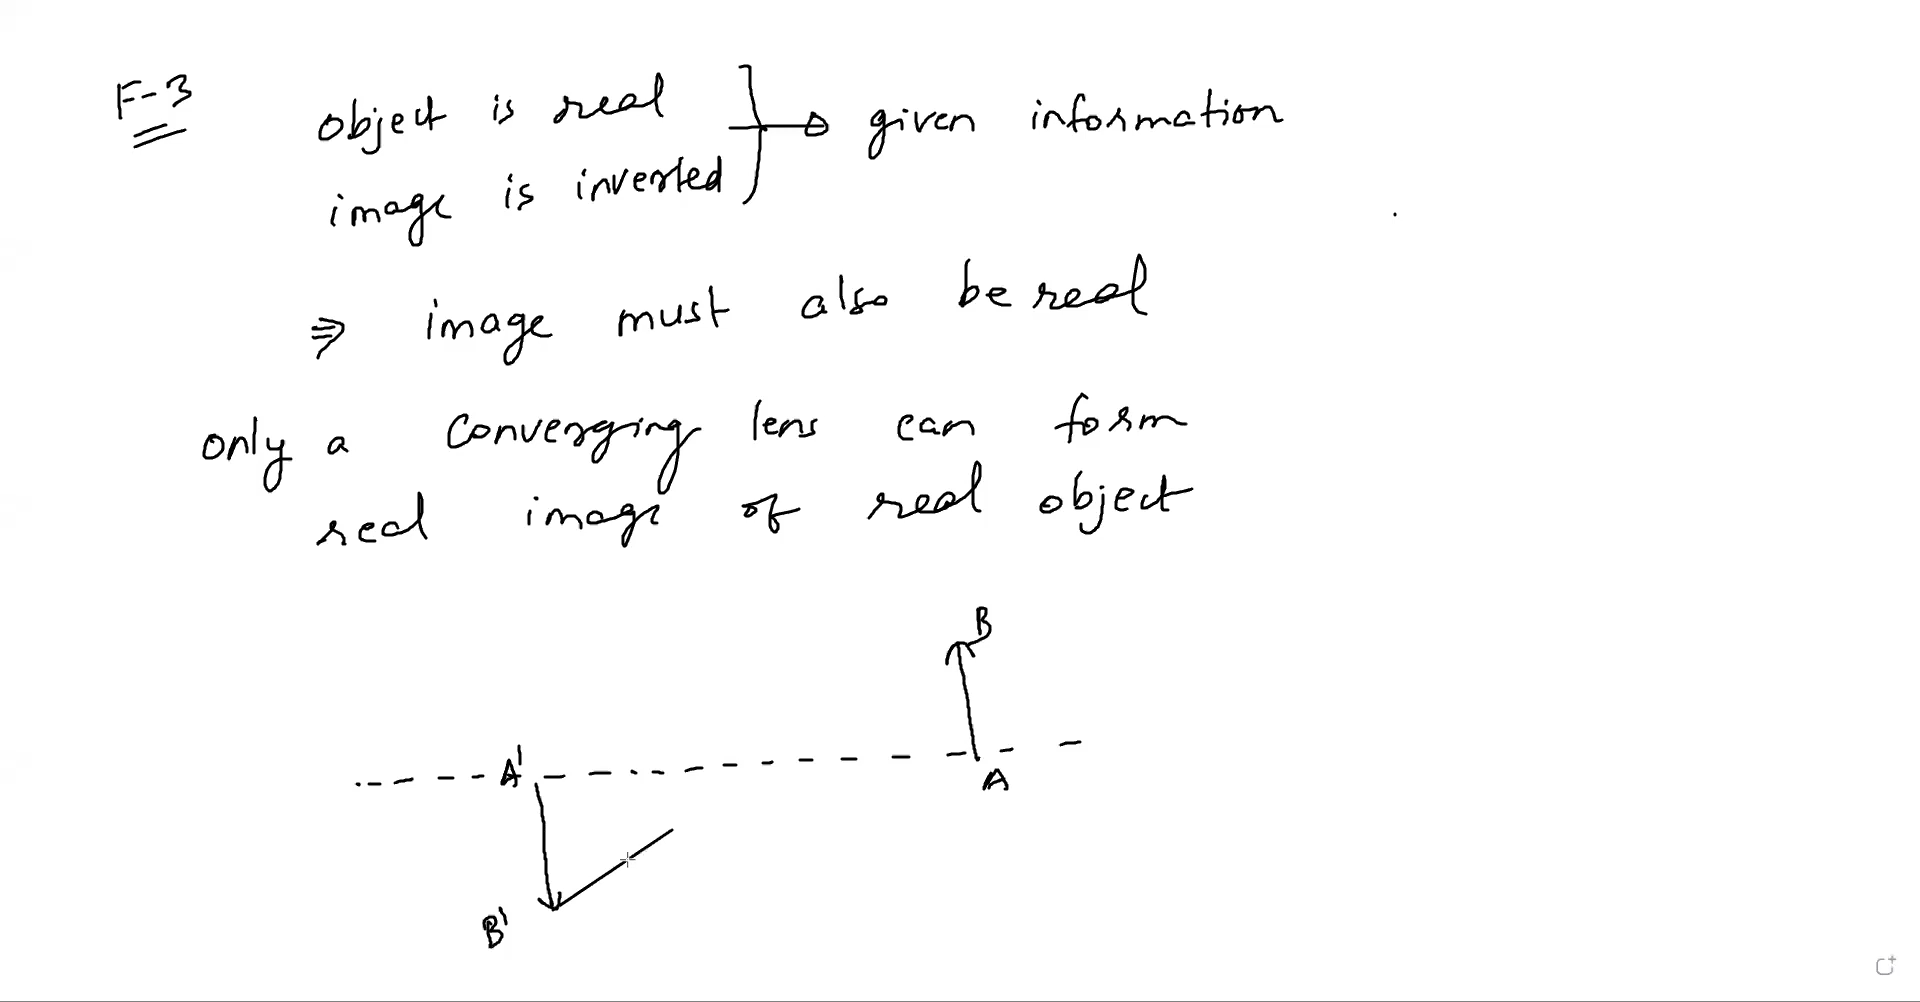 F-3
object is real
image is inverted
given information
⇒ image must also be real
only a converging lens can form
real image of real object
B
A'
A
B'